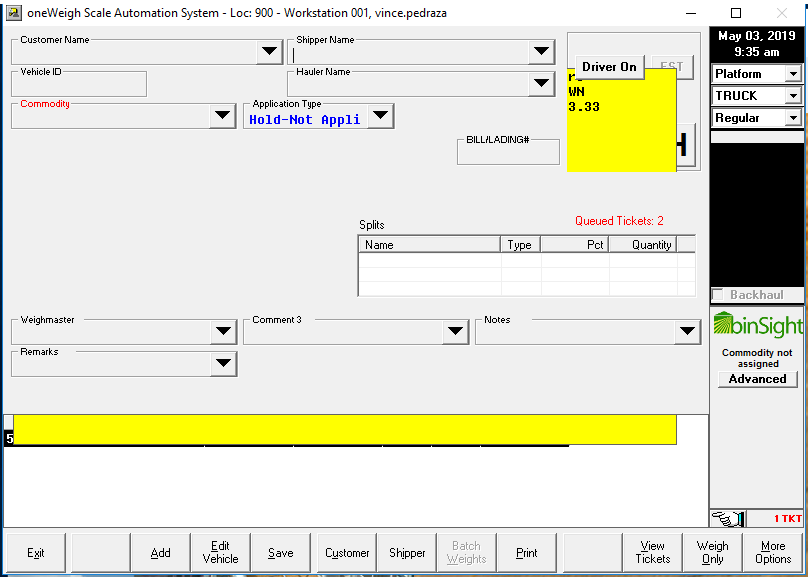 oneWeigh Scale Automation System - Loc: 900 - Workstation 001, vince.pedraza
May 03, 2019
9:35 am
Customer Name
Shipper Name
Driver On
EST
Platform
Vehicle ID
Hauler Name
WN
TRUCK
3.33
Commodity
Application Type
Hold-Not Appli
Regular
BILL/LADING#
H
Splits
Queued Tickets: 2
Name Type Pct Quantity
Backhaul
binSight
Weighmaster
Comment 3
Notes
Commodity not
assigned
Remarks
Advanced
5
1 TKT
Exit
Add
Edit
Vehicle
Save
Customer
Shipper
Batch
Weights
Print
View
Tickets
Weigh
Only
More
Options